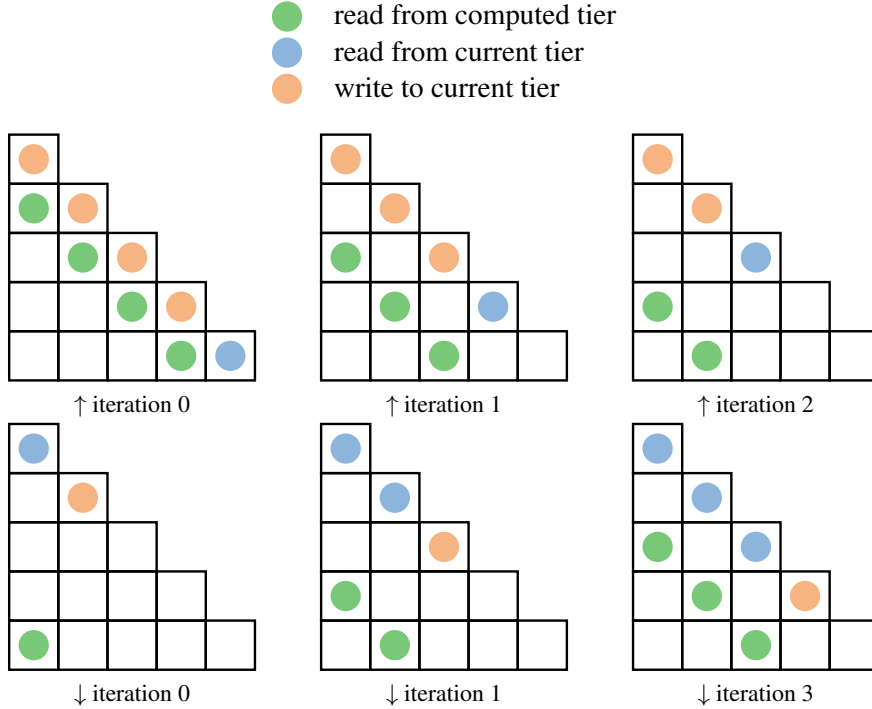 read from computed tier
read from current tier
write to current tier
↑ iteration 0
↑ iteration 1
↑ iteration 2
↓ iteration 0
↓ iteration 1
↓ iteration 3